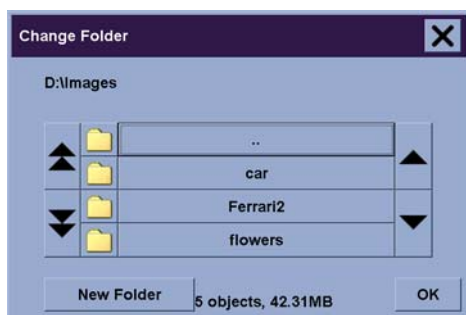 Change Folder
D:\Images
..
car
Ferrari2
flowers
New Folder
5 objects, 42.31MB
OK